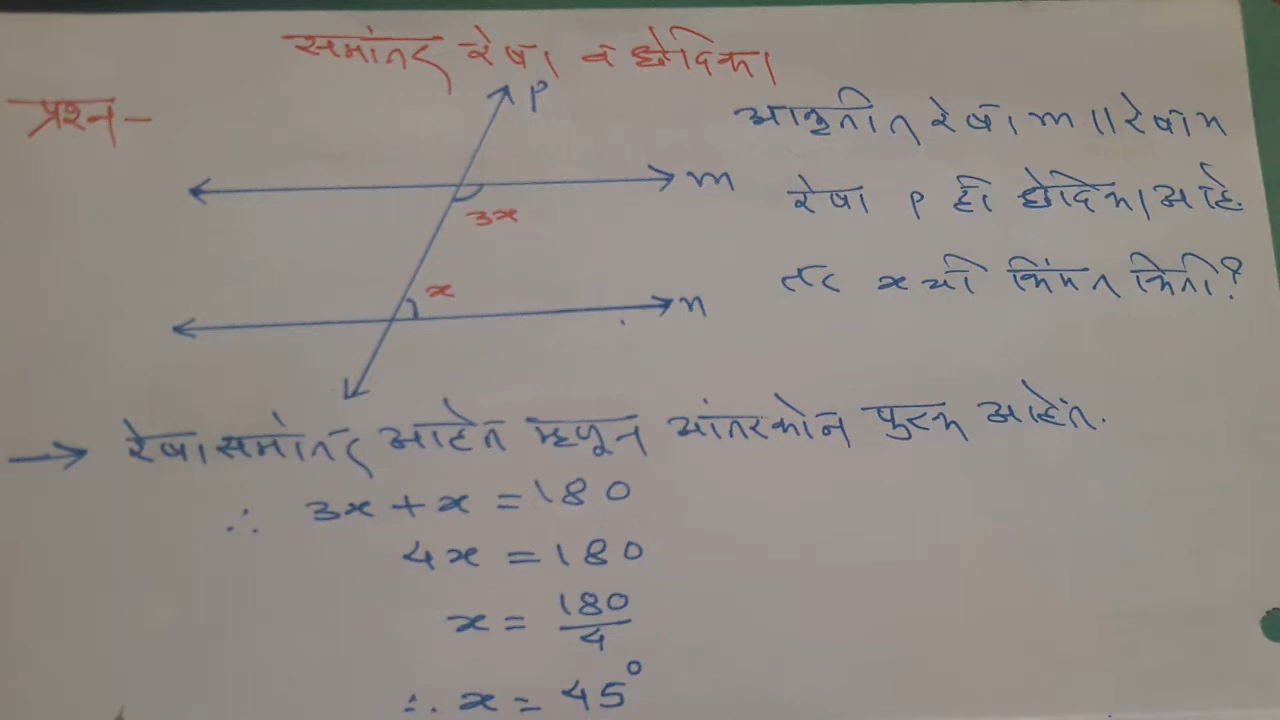 समांतर रेषा व छेदिका
प्रश्न -
P
आकृतीत रेषा m || रेषा n
m
रेषा P ही छेदिका आहे.
3x
तर x ची किंमत किती?
x
n
→ रेषा समांतर आहेत म्हणून आंतरकोन पुरक आहेत.
∴ 3x + x = 180
4x = 180
x = 180/4
∴ x = 45°